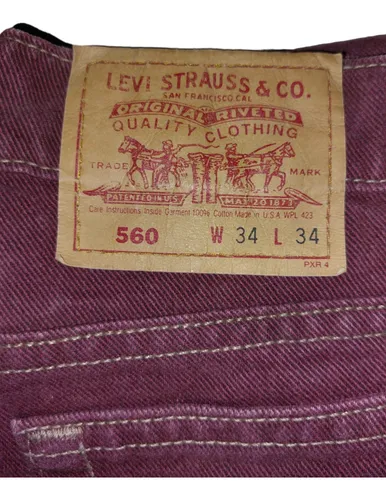 LEVI STRAUSS & CO.
SAN FRANCISCO, CAL.
ORIGINAL RIVETED
QUALITY CLOTHING
TRADE MARK
PATENTED IN U.S. MAY 20 1873
Care Instructions Inside Garment 100% Cotton Made in U.S.A. WPL 423
560 W 34 L 34
PXR 4